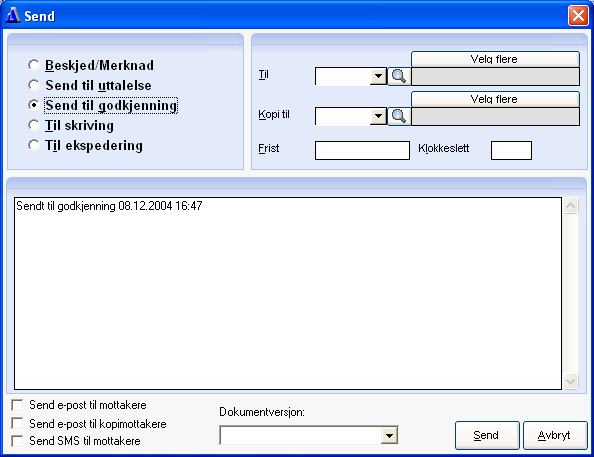 Send
Beskjed/Merknad
Send til uttalelse
Send til godkjenning
Til skriving
Til ekspedering
Velg flere
Til
Velg flere
Kopi til
Frist
Klokkeslett
Sendt til godkjenning 08.12.2004 16:47
Send e-post til mottakere
Send e-post til kopimottakere
Send SMS til mottakere
Dokumentversjon:
Send
Avbryt